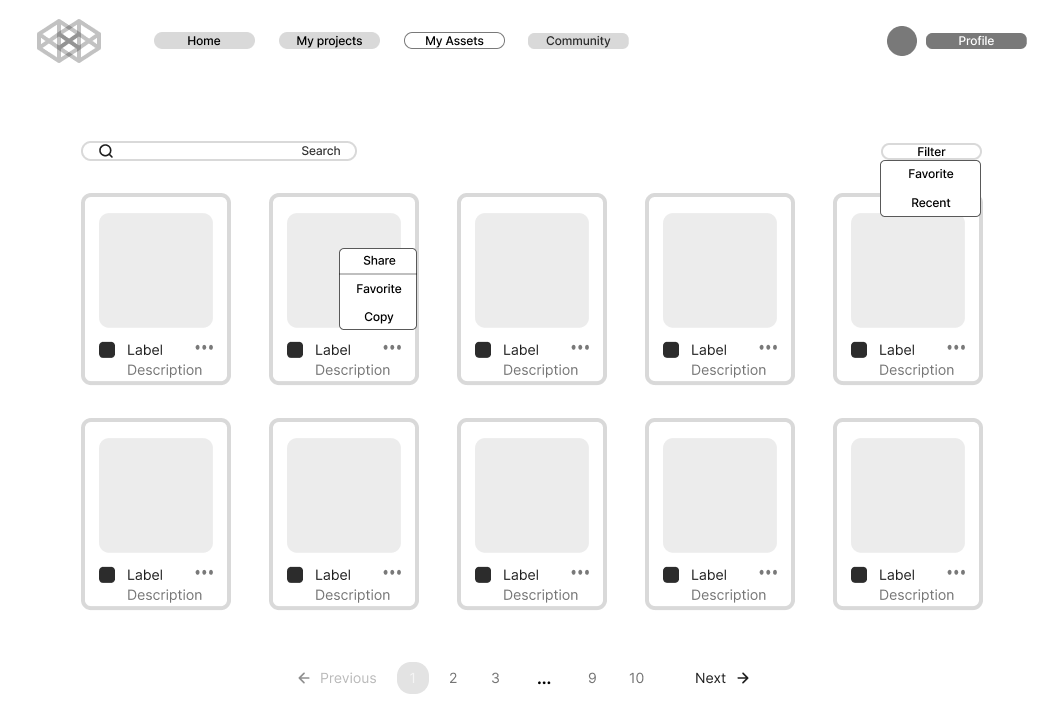 Home
My projects
My Assets
Community
Profile
Search
Filter
Favorite
Recent
Share
Favorite
Copy
Label
Description
Label
Description
Label
Description
Label
Description
Label
Description
Label
Description
Label
Description
Label
Description
Label
Description
Label
Description
Previous 1 2 3 ... 9 10 Next